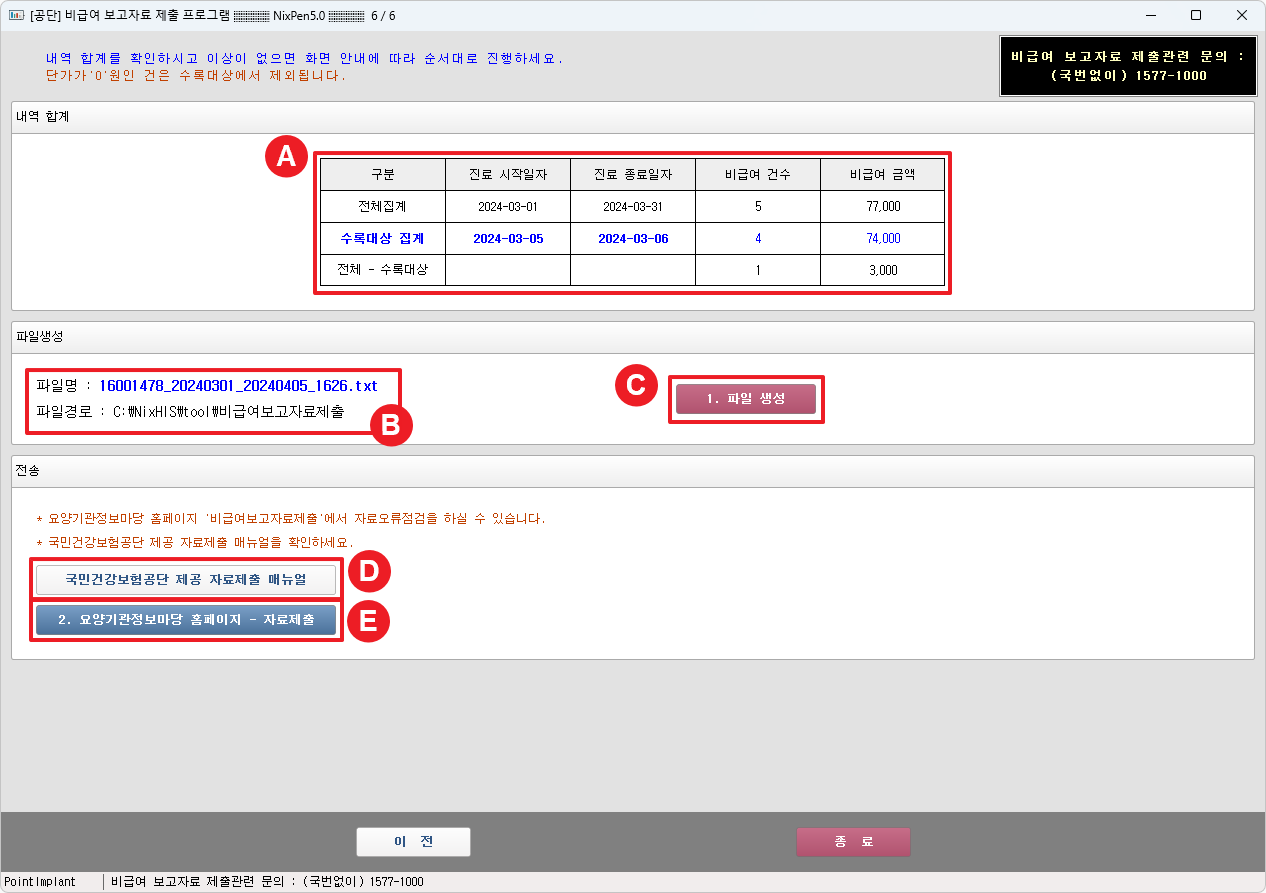 [공단] 비급여 보고자료 제출 프로그램 ▒▒▒▒ NixPen5.0 ▒▒▒▒ 6 / 6
내역 합계를 확인하시고 이상이 없으면 화면 안내에 따라 순서대로 진행하세요.
단가가'0'원인 건은 수록대상에서 제외됩니다.
비급여 보고자료 제출관련 문의 :
(국번없이) 1577-1000
내역 합계
A
구분 진료 시작일자 진료 종료일자 비급여 건수 비급여 금액
전체집계 2024-03-01 2024-03-31 5 77,000
수록대상 집계 2024-03-05 2024-03-06 4 74,000
전체 - 수록대상 1 3,000
파일생성
파일명 : 16001478_20240301_20240405_1626.txt
파일경로 : C:\NixHIS\tool\비급여보고자료제출
B
C
1. 파일 생성
전송
* 요양기관정보마당 홈페이지 '비급여보고자료제출'에서 자료오류점검을 하실 수 있습니다.
* 국민건강보험공단 제공 자료제출 매뉴얼을 확인하세요.
국민건강보험공단 제공 자료제출 매뉴얼
D
2. 요양기관정보마당 홈페이지 - 자료제출
E
이 전
종 료
PointImplant 비급여 보고자료 제출관련 문의 : (국번없이) 1577-1000